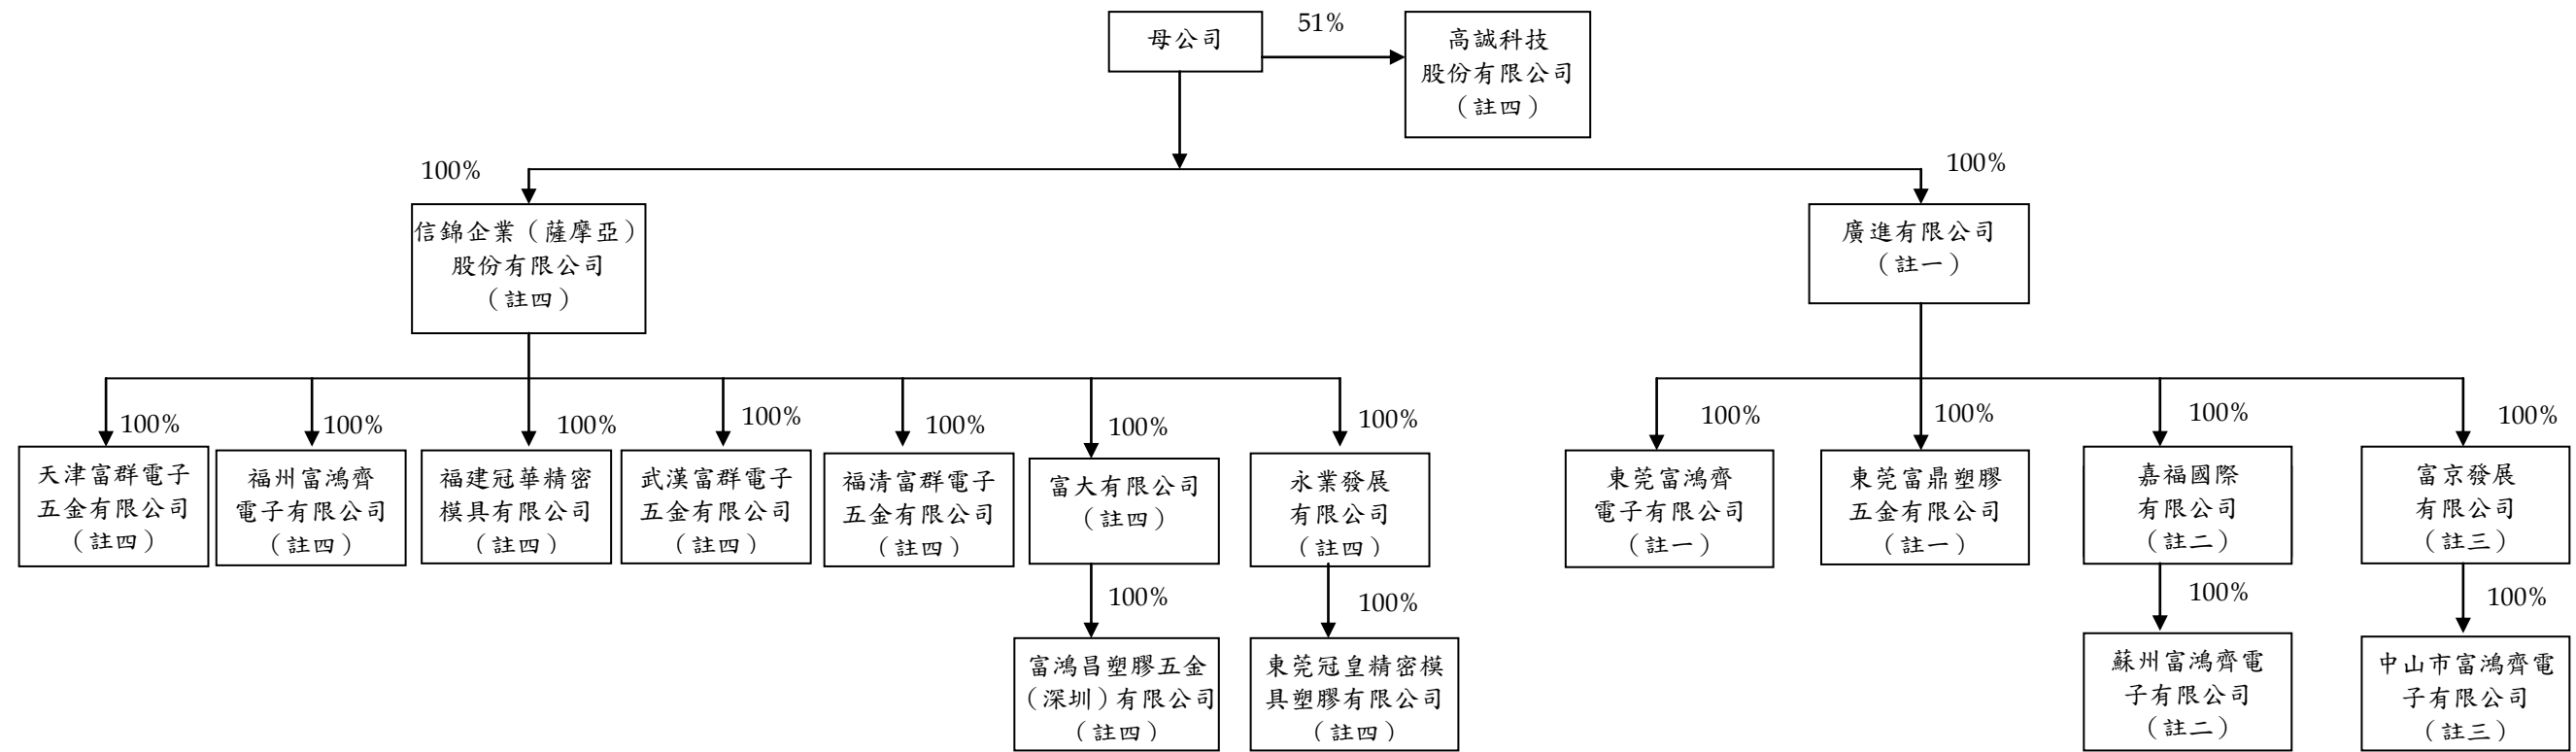 母公司
51%
高誠科技
股份有限公司
（註四）
100%
100%
信錦企業（薩摩亞）
股份有限公司
（註四）
廣進有限公司
（註一）
100%
100%
100%
100%
100%
100%
100%
100%
100%
100%
100%
天津富群電子
五金有限公司
（註四）
福州富鴻齊
電子有限公司
（註四）
福建冠華精密
模具有限公司
（註四）
武漢富群電子
五金有限公司
（註四）
福清富群電子
五金有限公司
（註四）
富大有限公司
（註四）
永業發展
有限公司
（註四）
東莞富鴻齊
電子有限公司
（註一）
東莞富鼎塑膠
五金有限公司
（註一）
嘉福國際
有限公司
（註二）
富京發展
有限公司
（註三）
100%
100%
100%
100%
富鴻昌塑膠五金
（深圳）有限公司
（註四）
東莞冠皇精密模
具塑膠有限公司
（註四）
蘇州富鴻齊電
子有限公司
（註二）
中山市富鴻齊電
子有限公司
（註三）